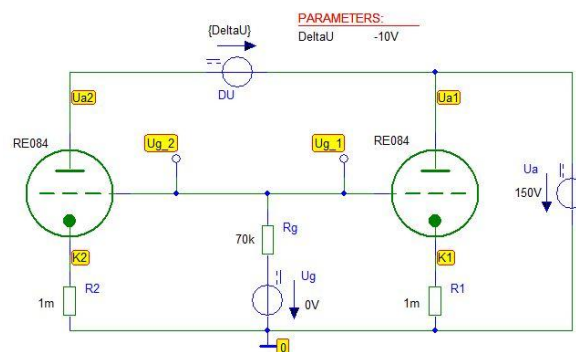 PARAMETERS:
{DeltaU}
DeltaU -10V
DU
Ua2
Ua1
Ug_2
Ug_1
RE084
RE084
Ua
150V
Rg
70k
K2
K1
Ug
R2
R1
1m
0V
1m
0